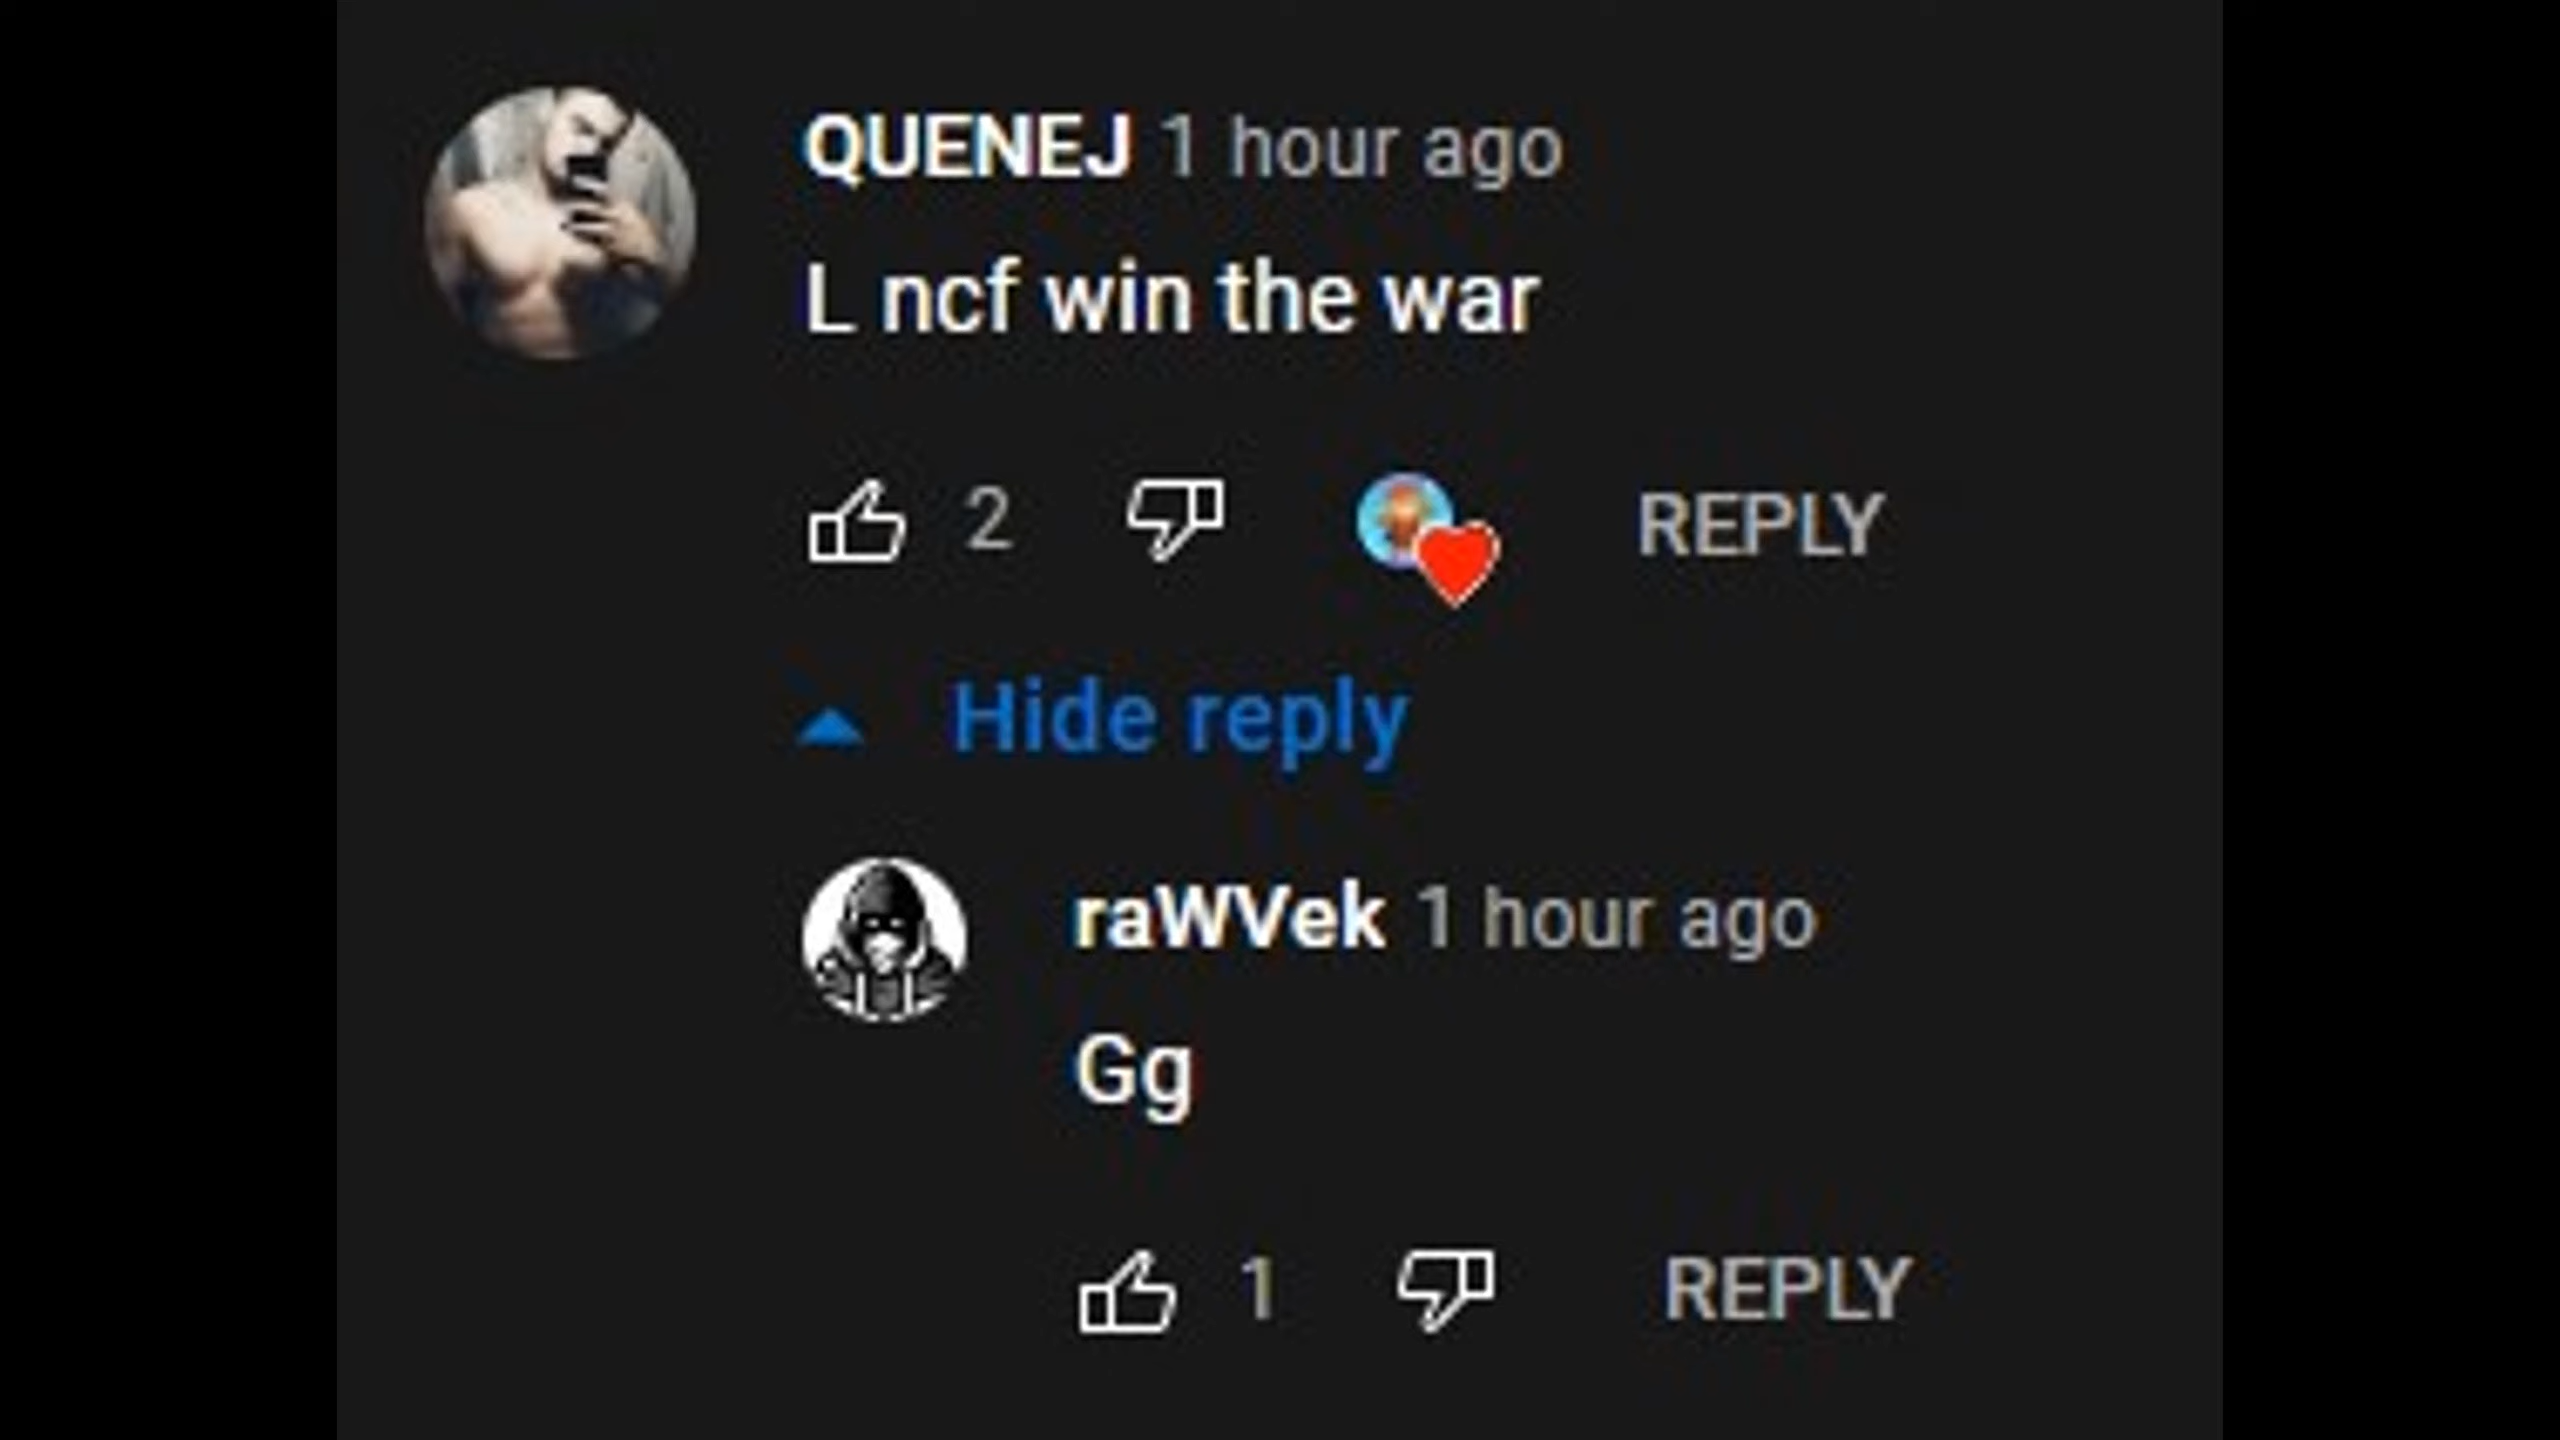 QUENEJ 1 hour ago
L ncf win the war
2 REPLY
Hide reply
raWVek 1 hour ago
Gg
1 REPLY